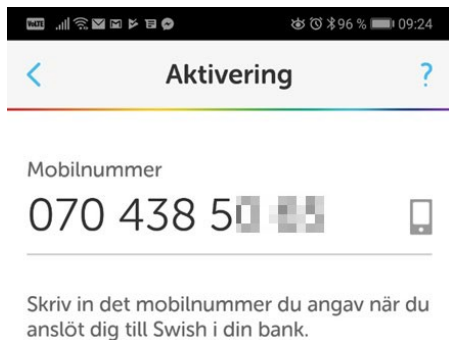 VoLTE 96 % 09:24
Aktivering ?
Mobilnummer
070 438 5
Skriv in det mobilnummer du angav när du
anslöt dig till Swish i din bank.